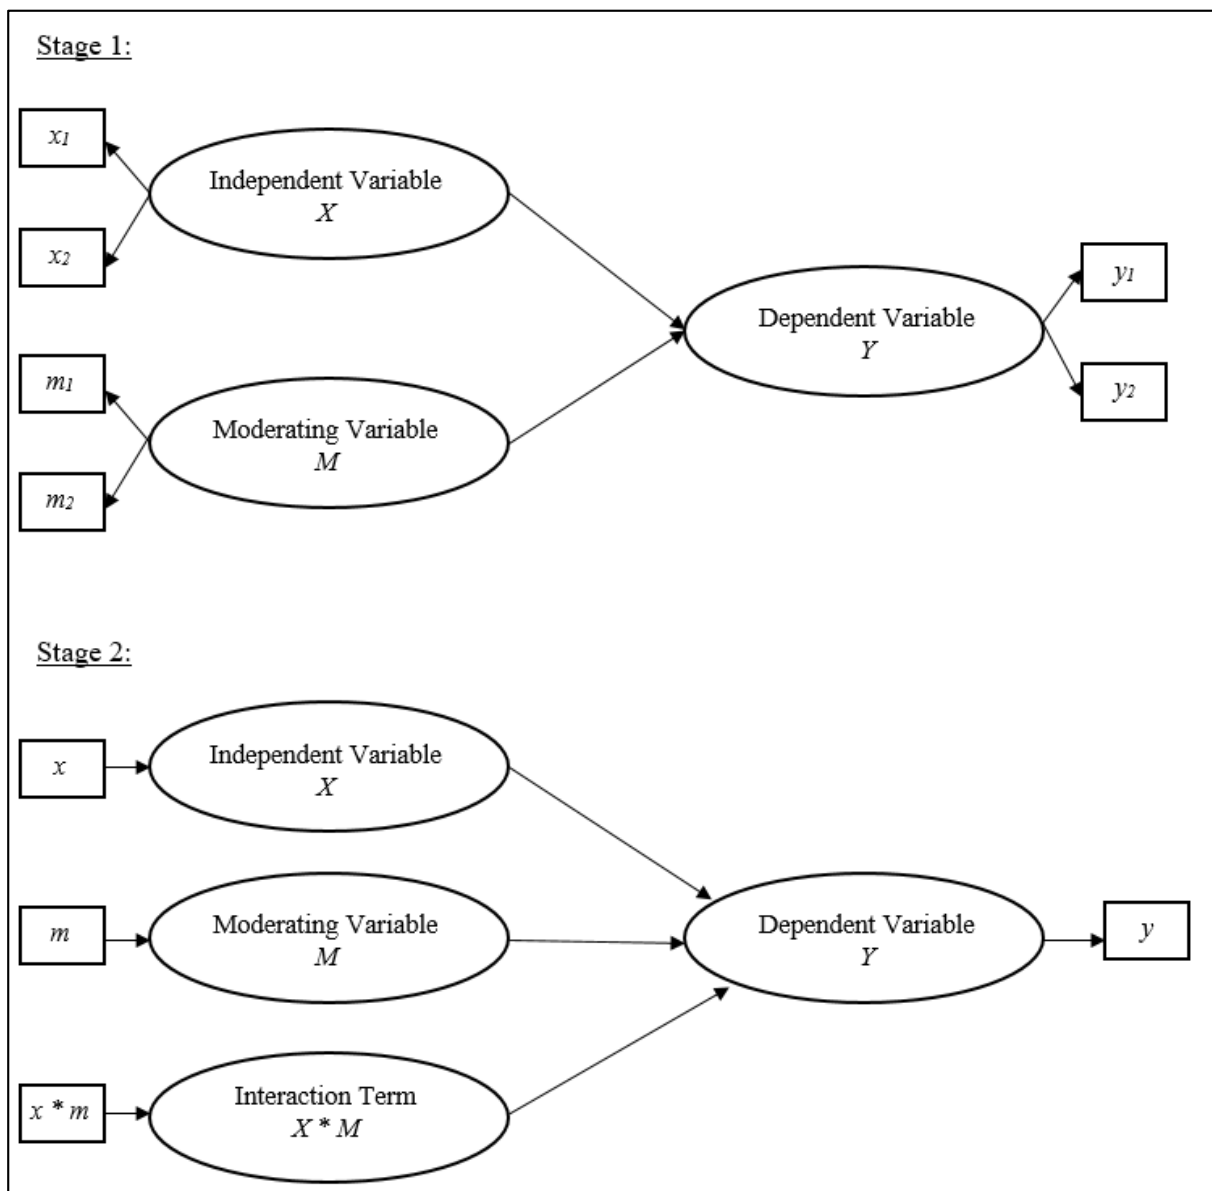 Stage 1:
x1
Independent Variable
X
x2
y1
Dependent Variable
Y
m1
y2
Moderating Variable
M
m2
Stage 2:
x
Independent Variable
X
m
Moderating Variable
M
Dependent Variable
Y
y
x * m
Interaction Term
X * M